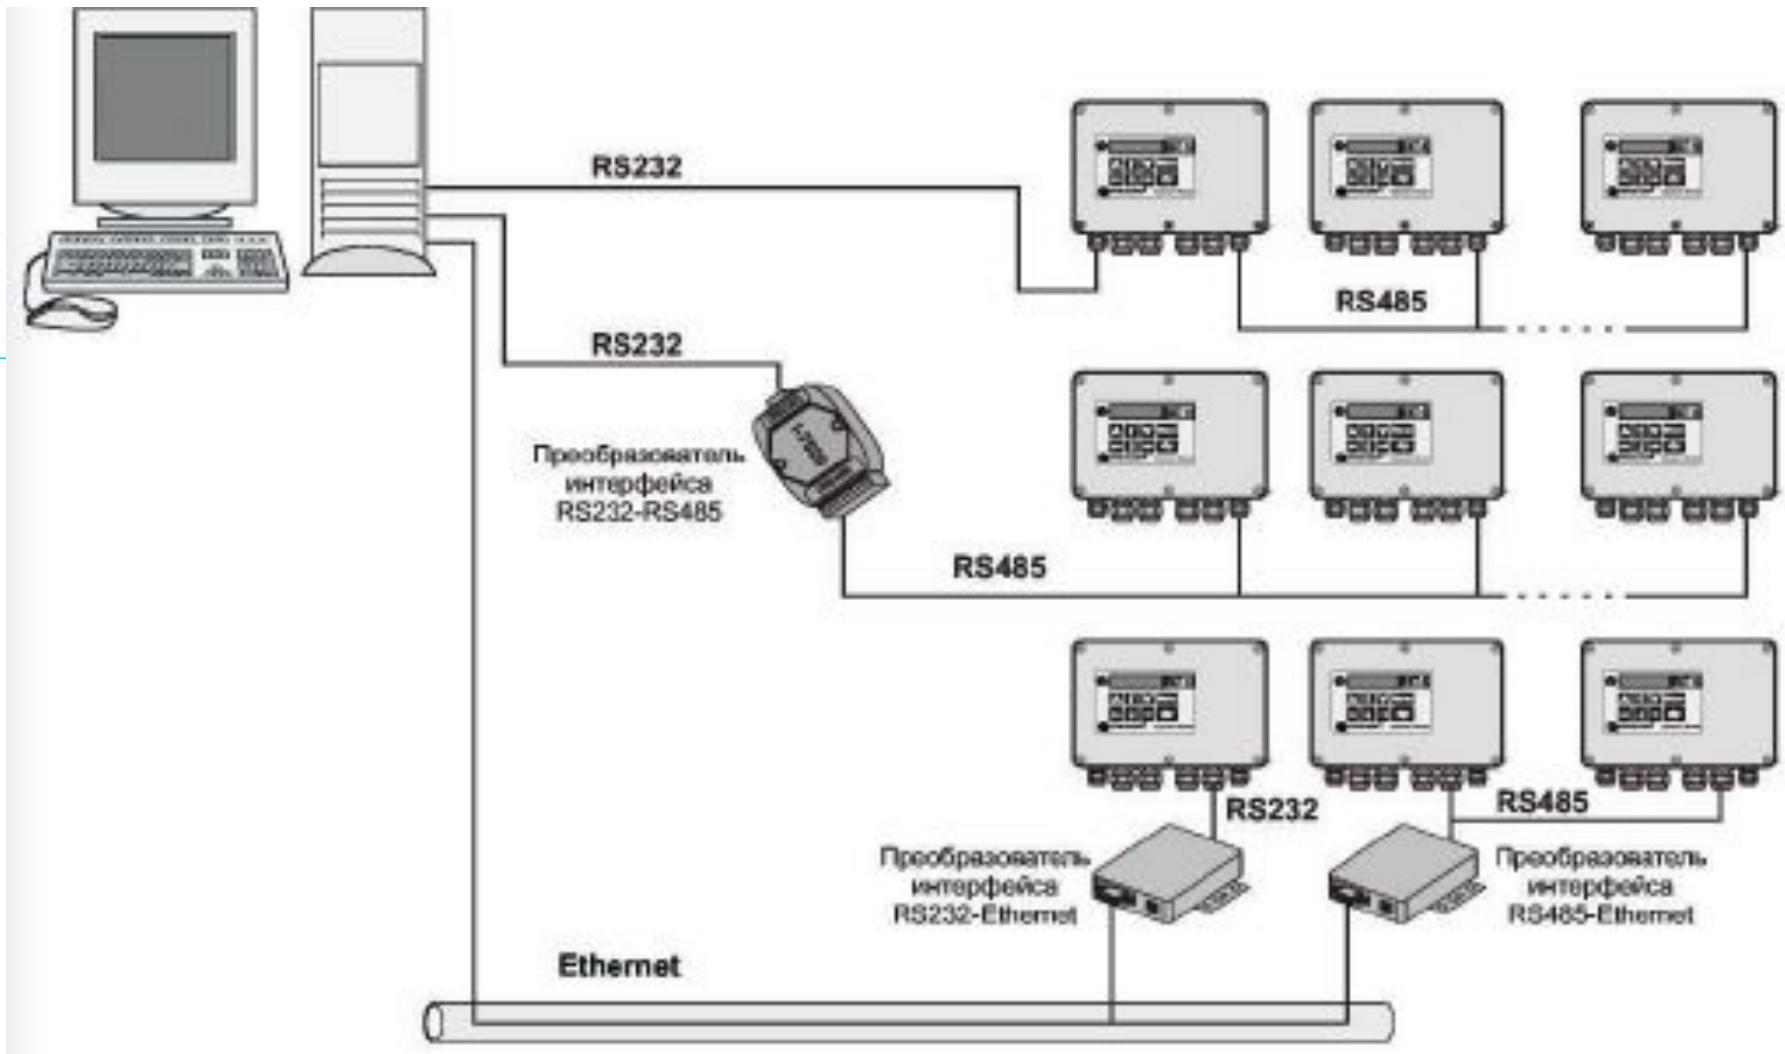 RS232
RS485
RS232
Преобразователь
интерфейса
RS232-RS485
RS485
RS232
RS485
Преобразователь
интерфейса
RS232-Ethernet
Преобразователь
интерфейса
RS485-Ethernet
Ethernet